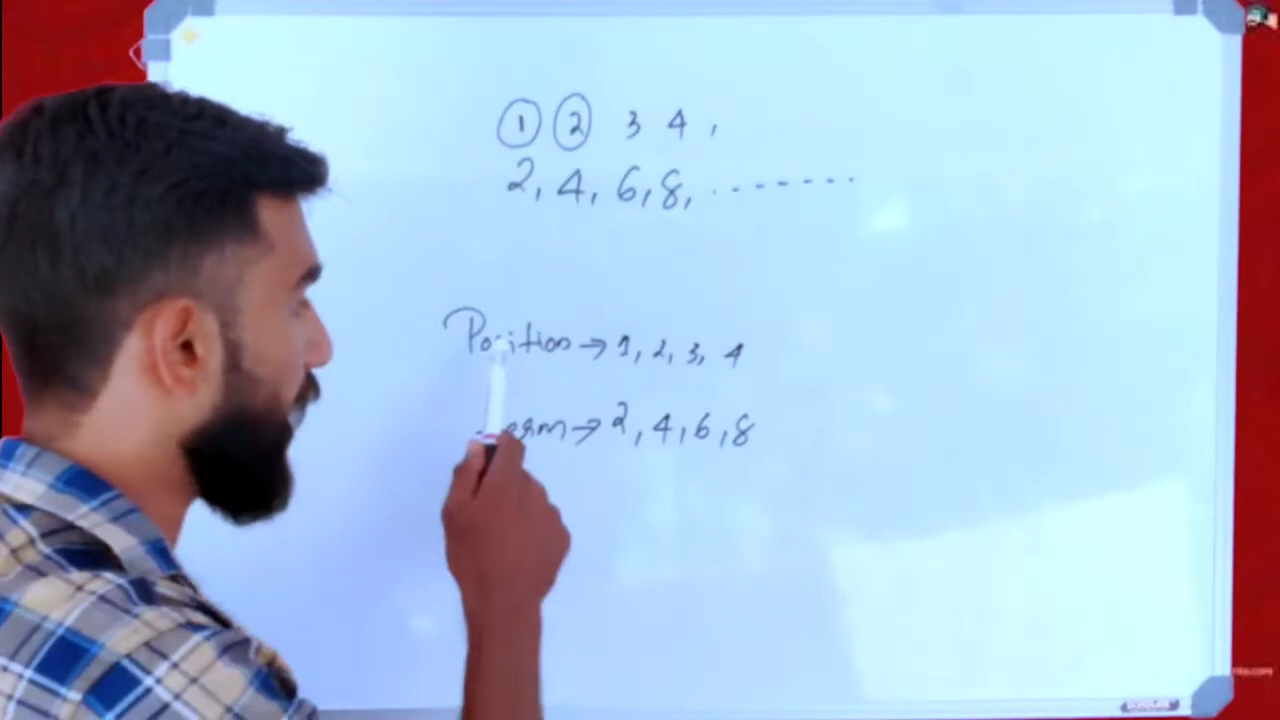 1 2 3 4 ,
2, 4, 6, 8, . . - - - - - - .
Position → 1, 2, 3, 4
→ 2, 4, 6, 8